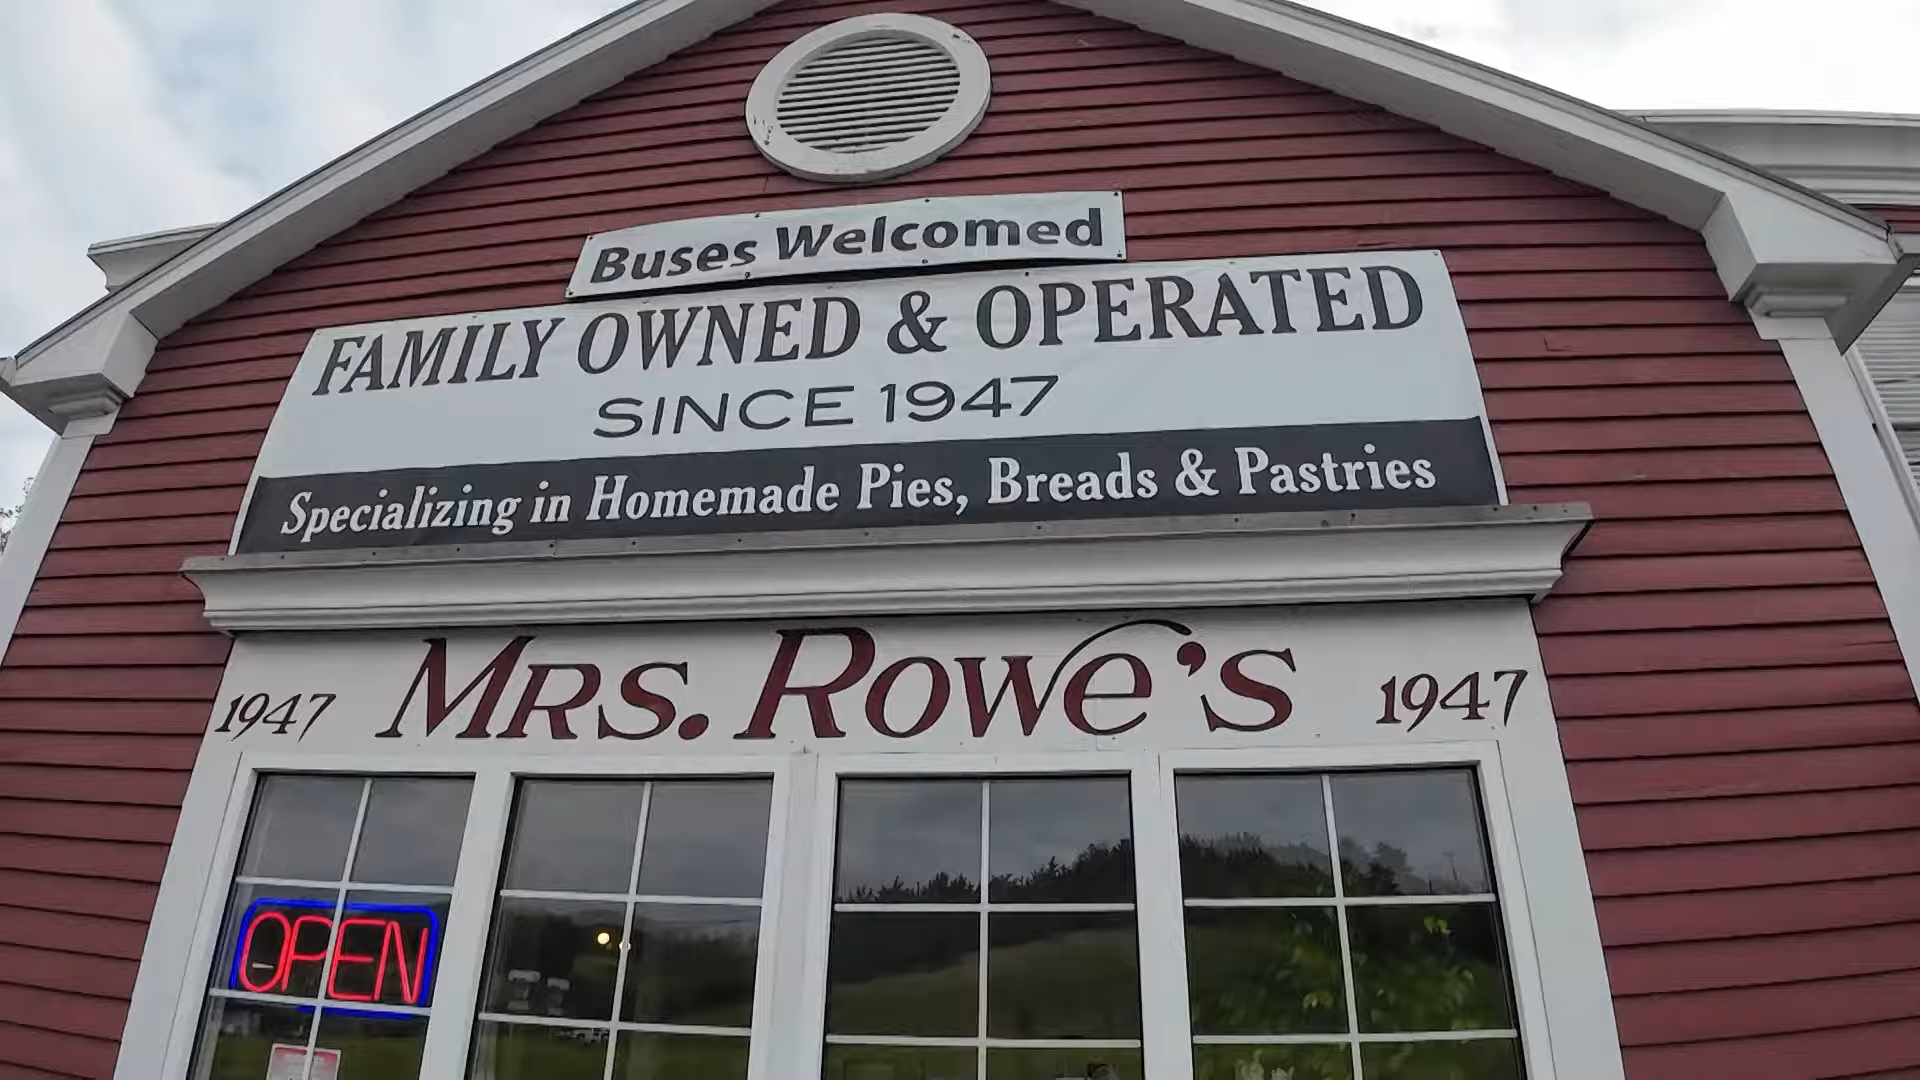 Buses Welcomed
FAMILY OWNED & OPERATED
SINCE 1947
Specializing in Homemade Pies, Breads & Pastries
1947 MRS. ROWE'S 1947
OPEN